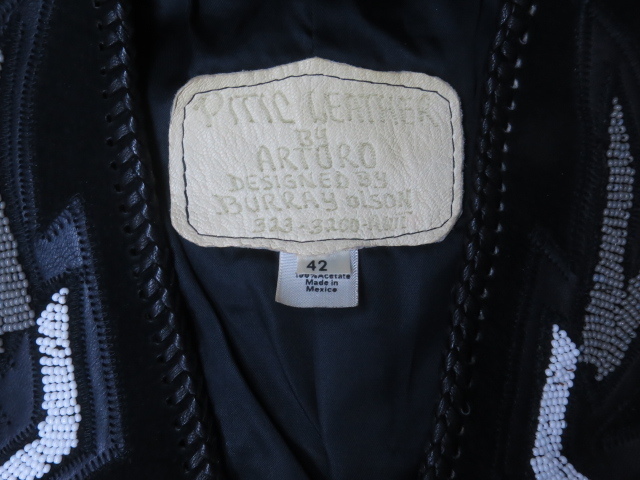 PITIC LEATHER
BY
ARTURO
DESIGNED BY
BURRAY OLSON
42
100% Acetate
Made in
Mexico